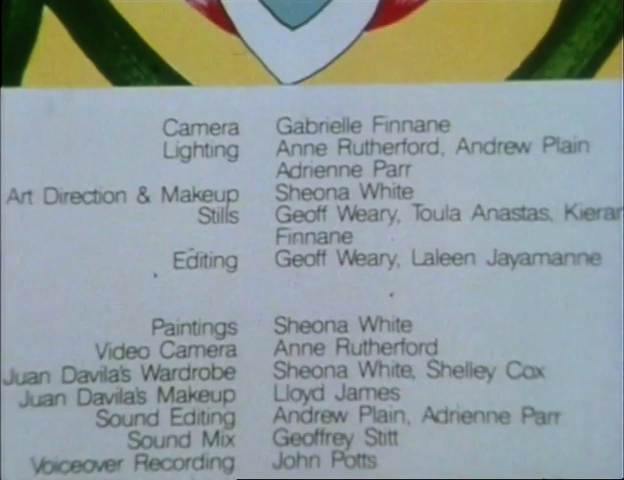 Camera Gabrielle Finnane
Lighting Anne Rutherford, Andrew Plain
Adrienne Parr
Art Direction & Makeup Sheona White
Stills Geoff Weary, Toula Anastas, Kieran
Finnane
Editing Geoff Weary, Laleen Jayamanne
Paintings Sheona White
Video Camera Anne Rutherford
Juan Davila's Wardrobe Sheona White, Shelley Cox
Juan Davila's Makeup Lloyd James
Sound Editing Andrew Plain, Adrienne Parr
Sound Mix Geoffrey Stitt
Voiceover Recording John Potts